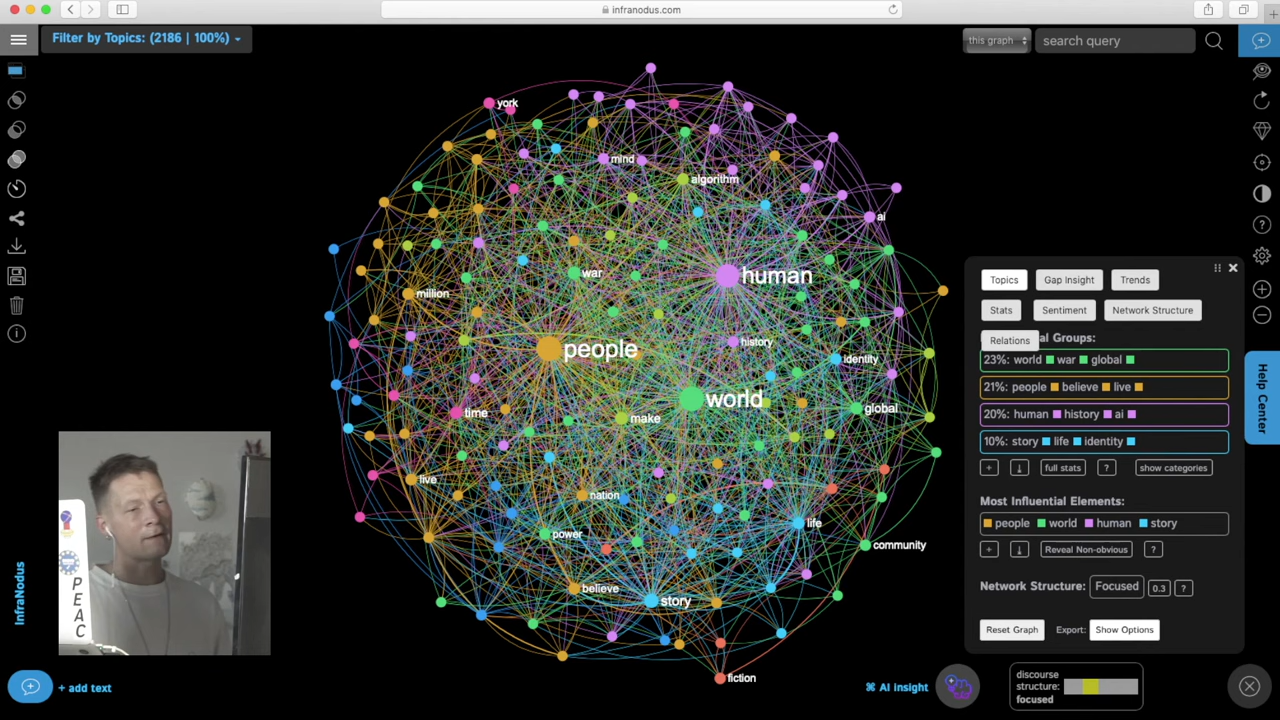 infranodus.com
Filter by Topics: (2186 | 100%)
this graph
search query
york
mind
algorithm
ai
war
human
million
people
history
identity
world
time
make
global
live
nation
life
power
community
believe
story
fiction
Topics
Gap Insight
Trends
Stats
Sentiment
Network Structure
Relations
l Groups:
23%: world war global
21%: people believe live
20%: human history ai
10%: story life identity
+
?
full stats
show categories
Most Influential Elements:
people world human story
+
Reveal Non-obvious
?
Network Structure: Focused 0.3 ?
Reset Graph
Export:
Show Options
Help Center
InfraNodus
PEAC
+ add text
⌘ AI insight
discourse
structure:
focused